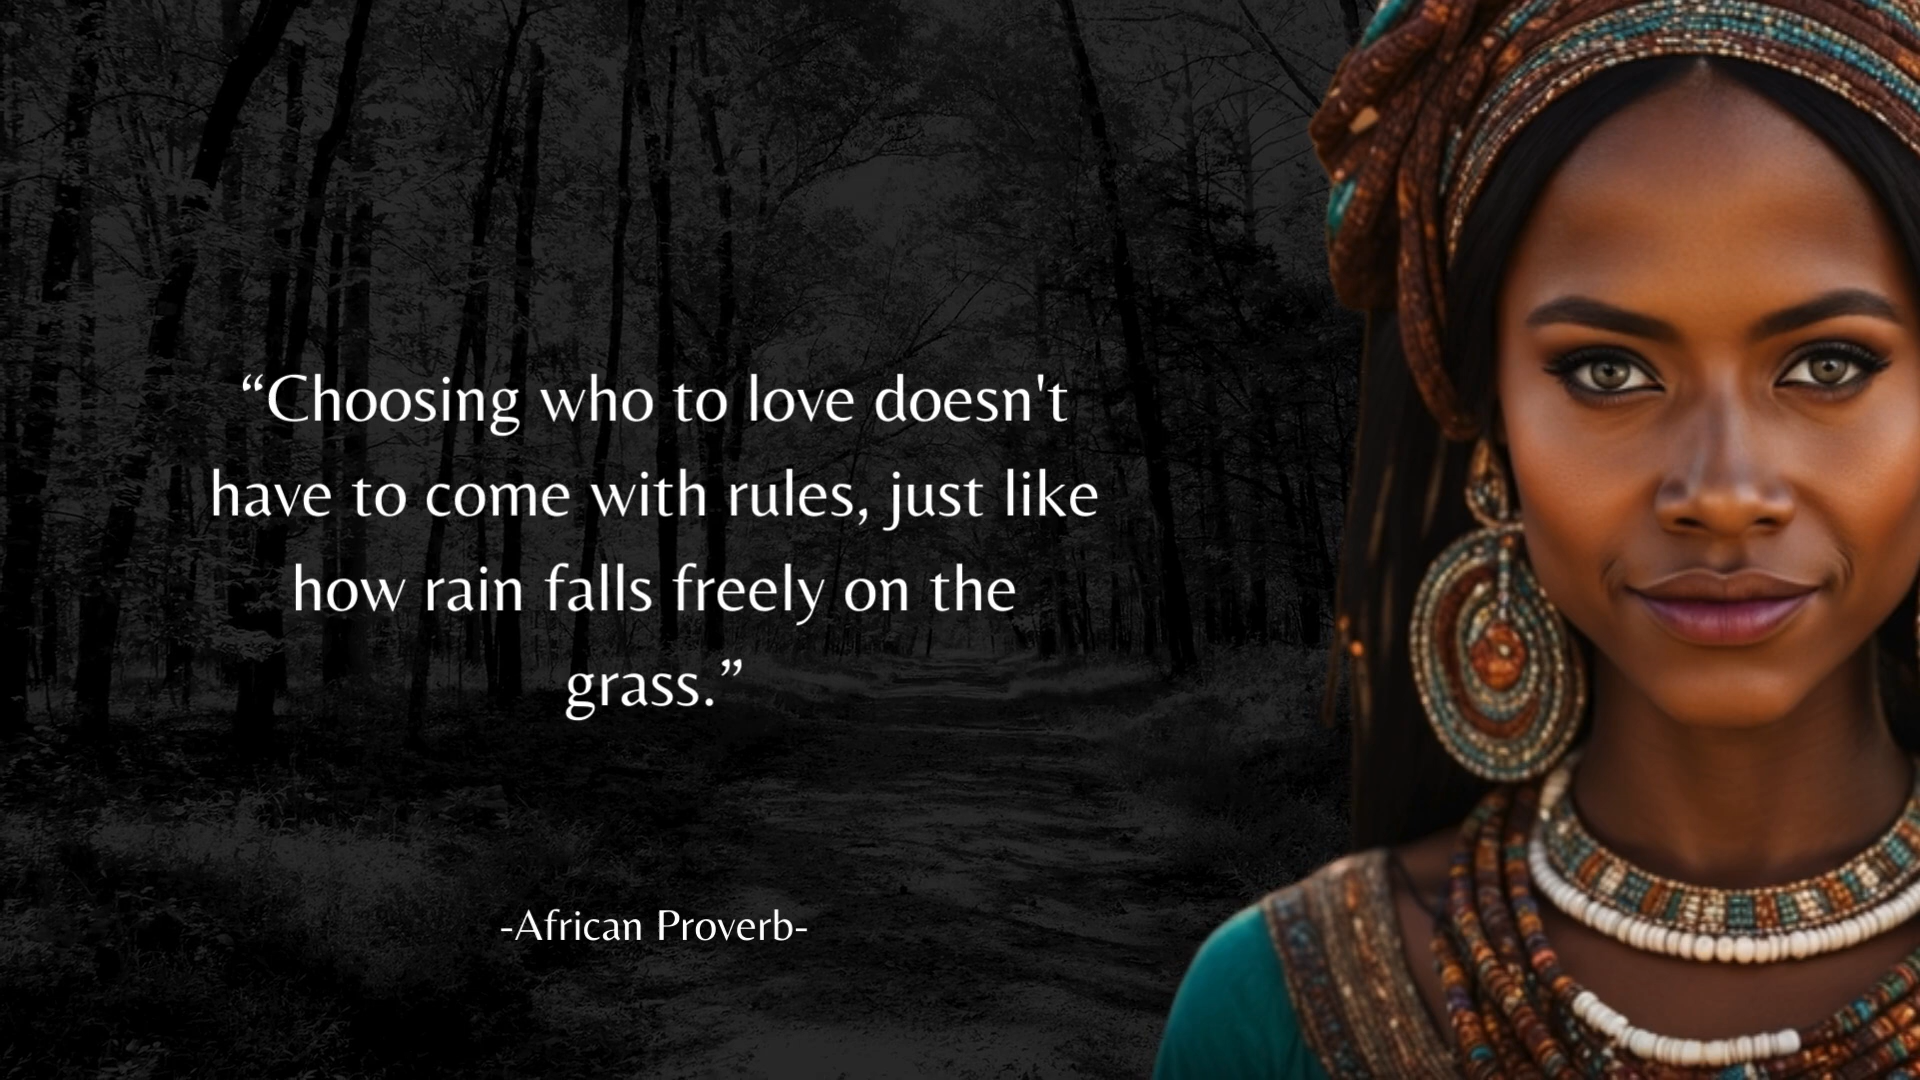 “Choosing who to love doesn't
have to come with rules, just like
how rain falls freely on the
grass.”
-African Proverb-